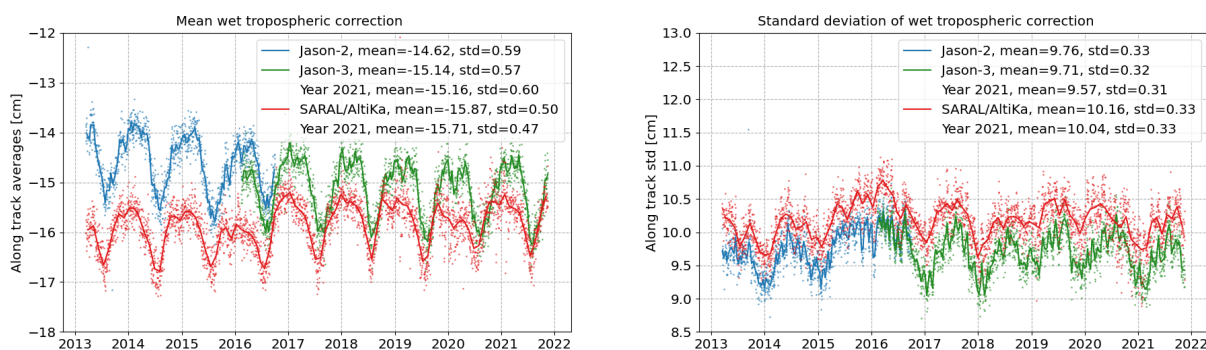 Mean wet tropospheric correction
−12
−13
−14
−15
−16
−17
−18
Along track averages [cm]
Jason-2, mean=-14.62, std=0.59
Jason-3, mean=-15.14, std=0.57
Year 2021, mean=-15.16, std=0.60
SARAL/AltiKa, mean=-15.87, std=0.50
Year 2021, mean=-15.71, std=0.47
2013 2014 2015 2016 2017 2018 2019 2020 2021 2022
Standard deviation of wet tropospheric correction
13.0
12.5
12.0
11.5
11.0
10.5
10.0
9.5
9.0
8.5
Along track std [cm]
Jason-2, mean=9.76, std=0.33
Jason-3, mean=9.71, std=0.32
Year 2021, mean=9.57, std=0.31
SARAL/AltiKa, mean=10.16, std=0.33
Year 2021, mean=10.04, std=0.33
2013 2014 2015 2016 2017 2018 2019 2020 2021 2022